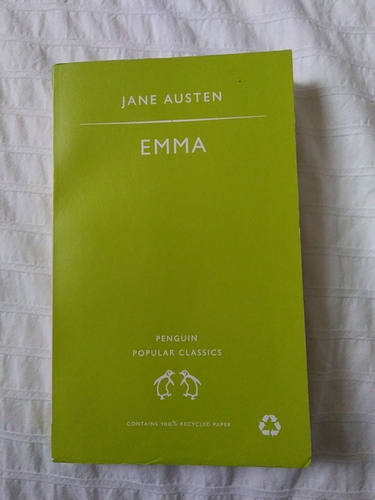 JANE AUSTEN
EMMA
PENGUIN
POPULAR CLASSICS
CONTAINS 100% RECYCLED PAPER